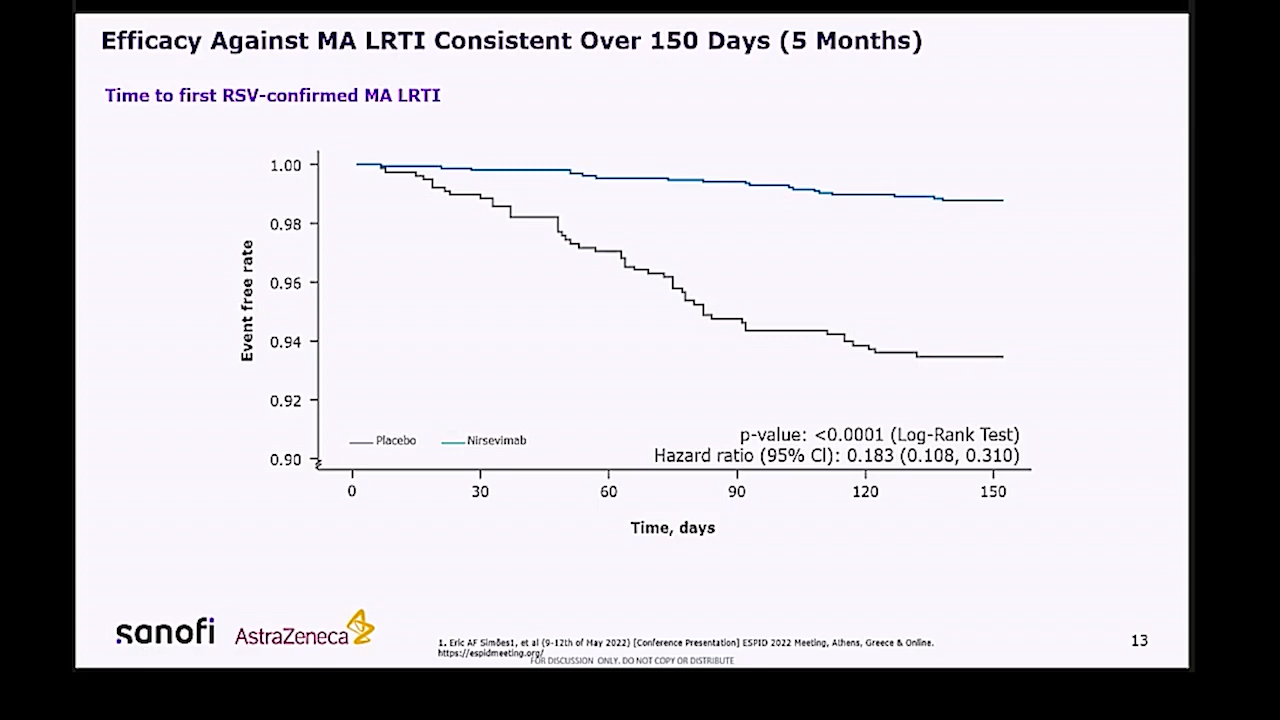 Efficacy Against MA LRTI Consistent Over 150 Days (5 Months)
Time to first RSV-confirmed MA LRTI
Event free rate
1.00
0.98
0.96
0.94
0.92
0.90
Placebo
Nirsevimab
p-value: <0.0001 (Log-Rank Test)
Hazard ratio (95% Cl): 0.183 (0.108, 0.310)
0 30 60 90 120 150
Time, days
sanofi
AstraZeneca
1. Eric AF Simões1, et al (9-12th of May 2022) [Conference Presentation] ESPID 2022 Meeting, Athens, Greece & Online.
https://espidmeeting.org/
FOR DISCUSSION ONLY. DO NOT COPY OR DISTRIBUTE
13